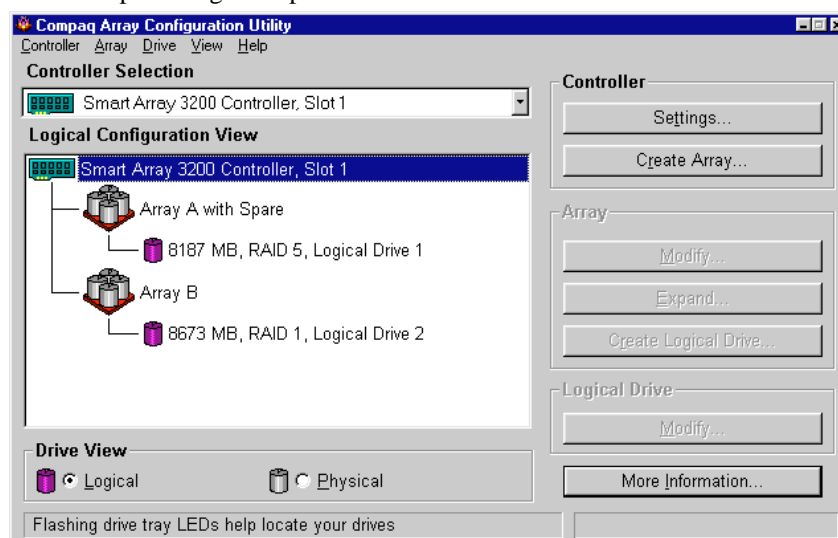 Compaq Array Configuration Utility
Controller Array Drive View Help
Controller Selection
Smart Array 3200 Controller, Slot 1
Logical Configuration View
Smart Array 3200 Controller, Slot 1
Array A with Spare
8187 MB, RAID 5, Logical Drive 1
Array B
8673 MB, RAID 1, Logical Drive 2
Drive View
Logical
Physical
Flashing drive tray LEDs help locate your drives
Controller
Settings...
Create Array...
Array
Modify...
Expand...
Create Logical Drive...
Logical Drive
Modify...
More Information...